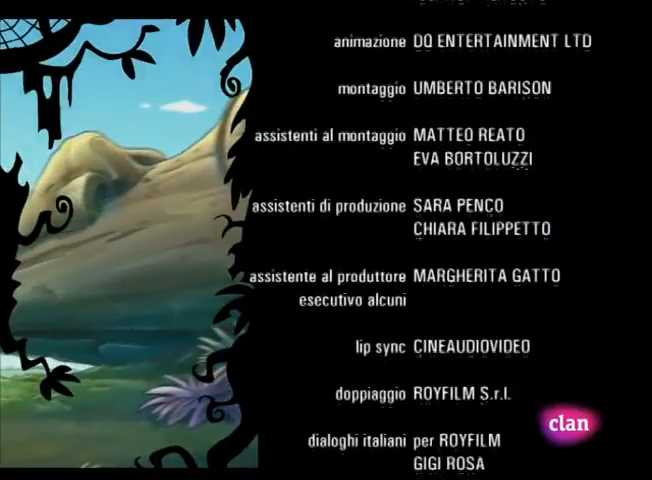 animazione DQ ENTERTAINMENT LTD
montaggio UMBERTO BARISON
assistenti al montaggio MATTEO REATO
EVA BORTOLUZZI
assistenti di produzione SARA PENCO
CHIARA FILIPPETTO
assistente al produttore MARGHERITA GATTO
esecutivo alcuni
lip sync CINEAUDIOVIDEO
doppiaggio ROYFILM S.r.l.
clan
dialoghi italiani per ROYFILM
GIGI ROSA